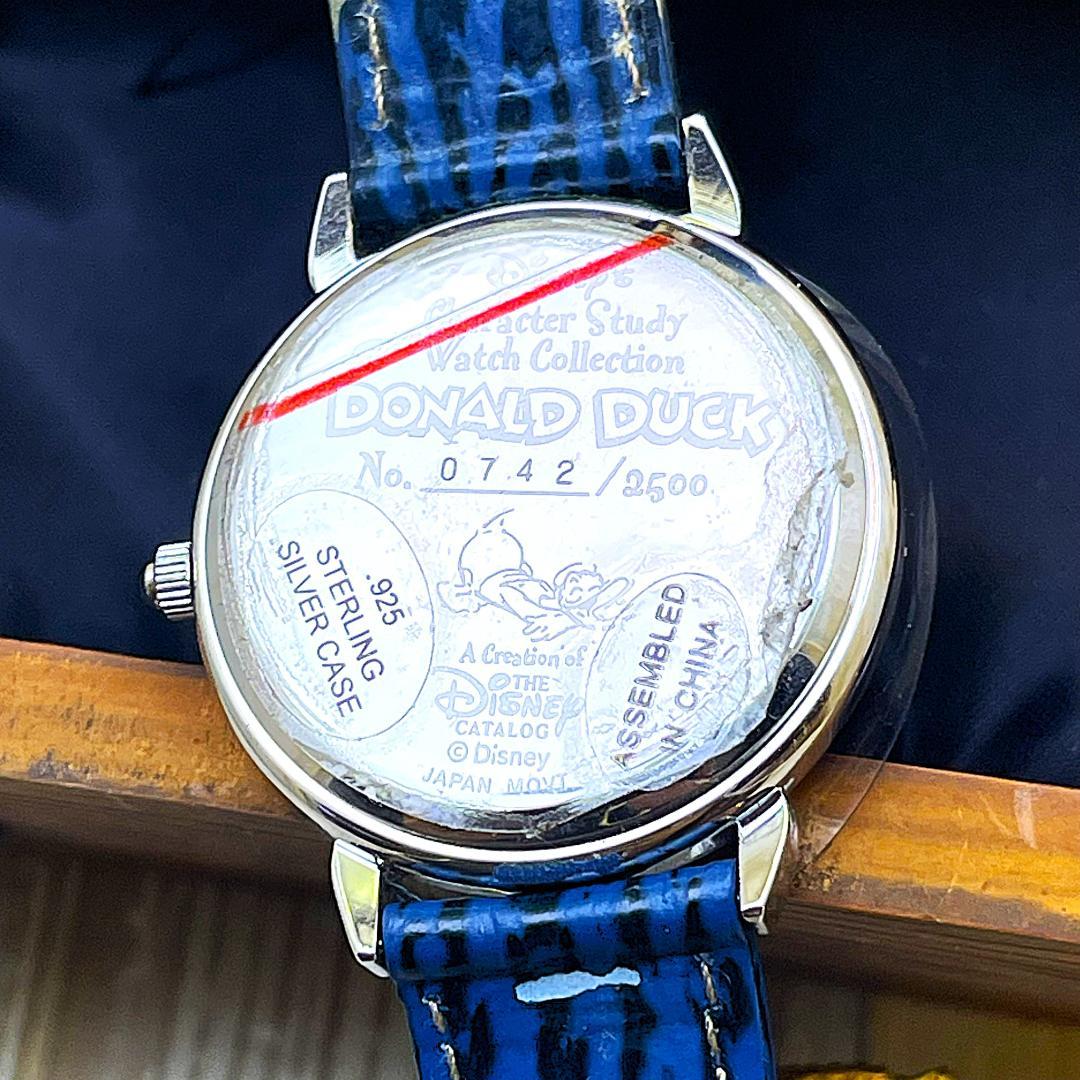 Character Study
Watch Collection
DONALD DUCK
No. 0742/2500
.925
STERLING
SILVER CASE
ASSEMBLED
IN CHINA
A Creation of
THE
DISNEY
CATALOG
© Disney
JAPAN MOVT